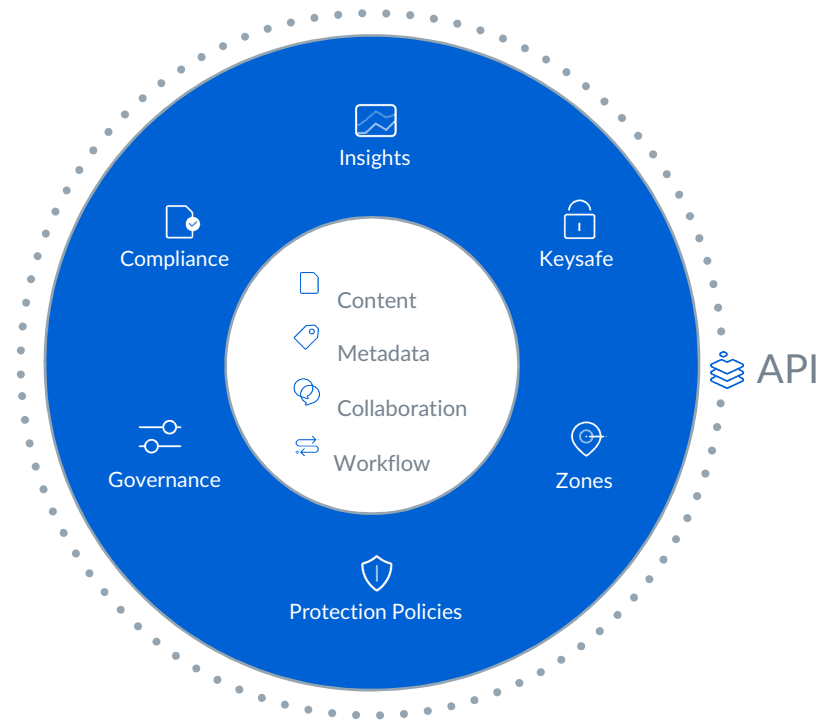 Insights
Compliance
Keysafe
Content
Metadata
Collaboration
Workflow
API
Governance
Zones
Protection Policies